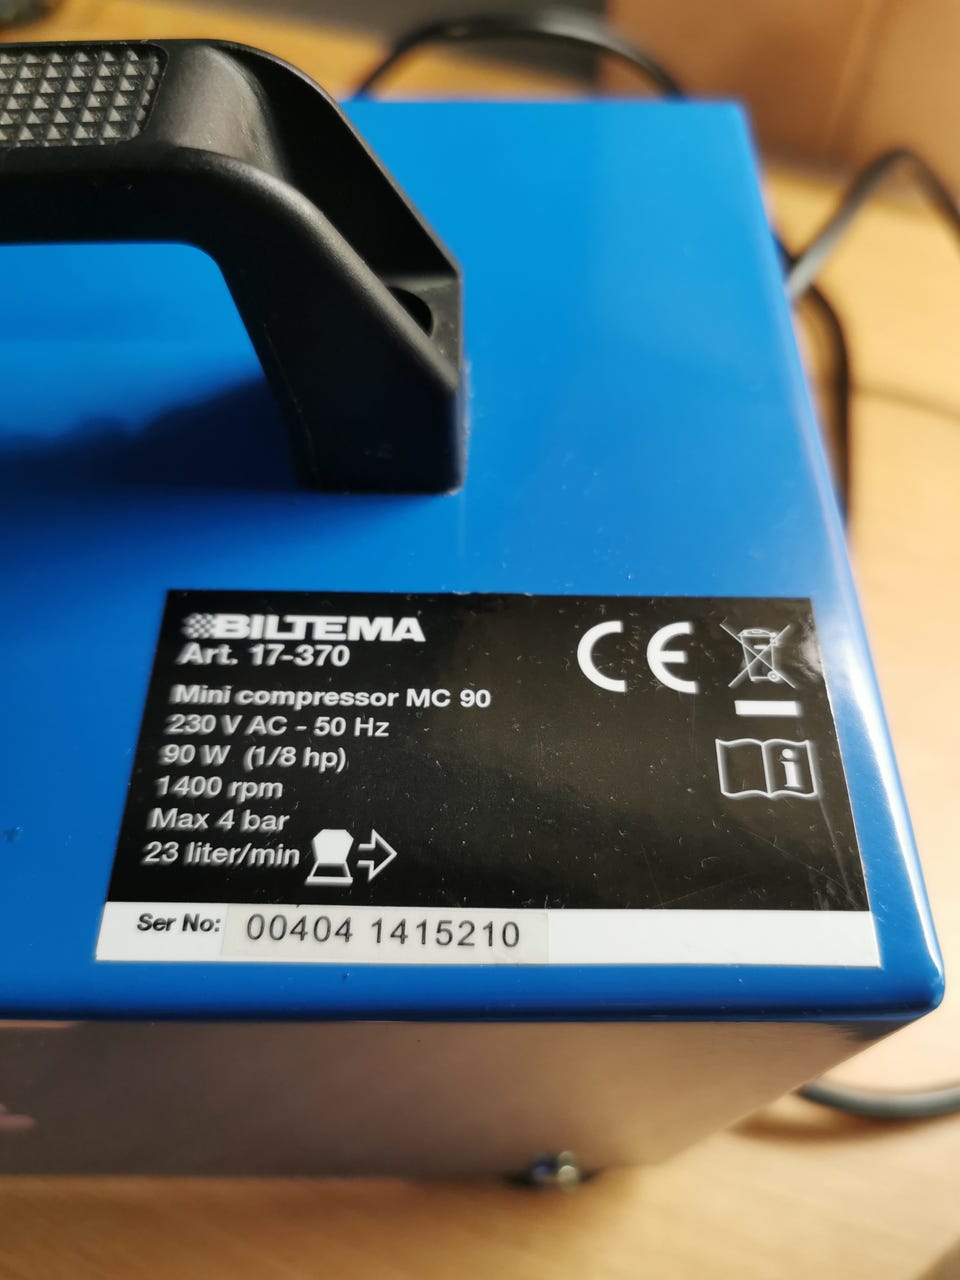 BILTEMA
Art. 17-370
Mini compressor MC 90
230 V AC - 50 Hz
90 W (1/8 hp)
1400 rpm
Max 4 bar
23 liter/min
CE
i
Ser No: 00404 1415210